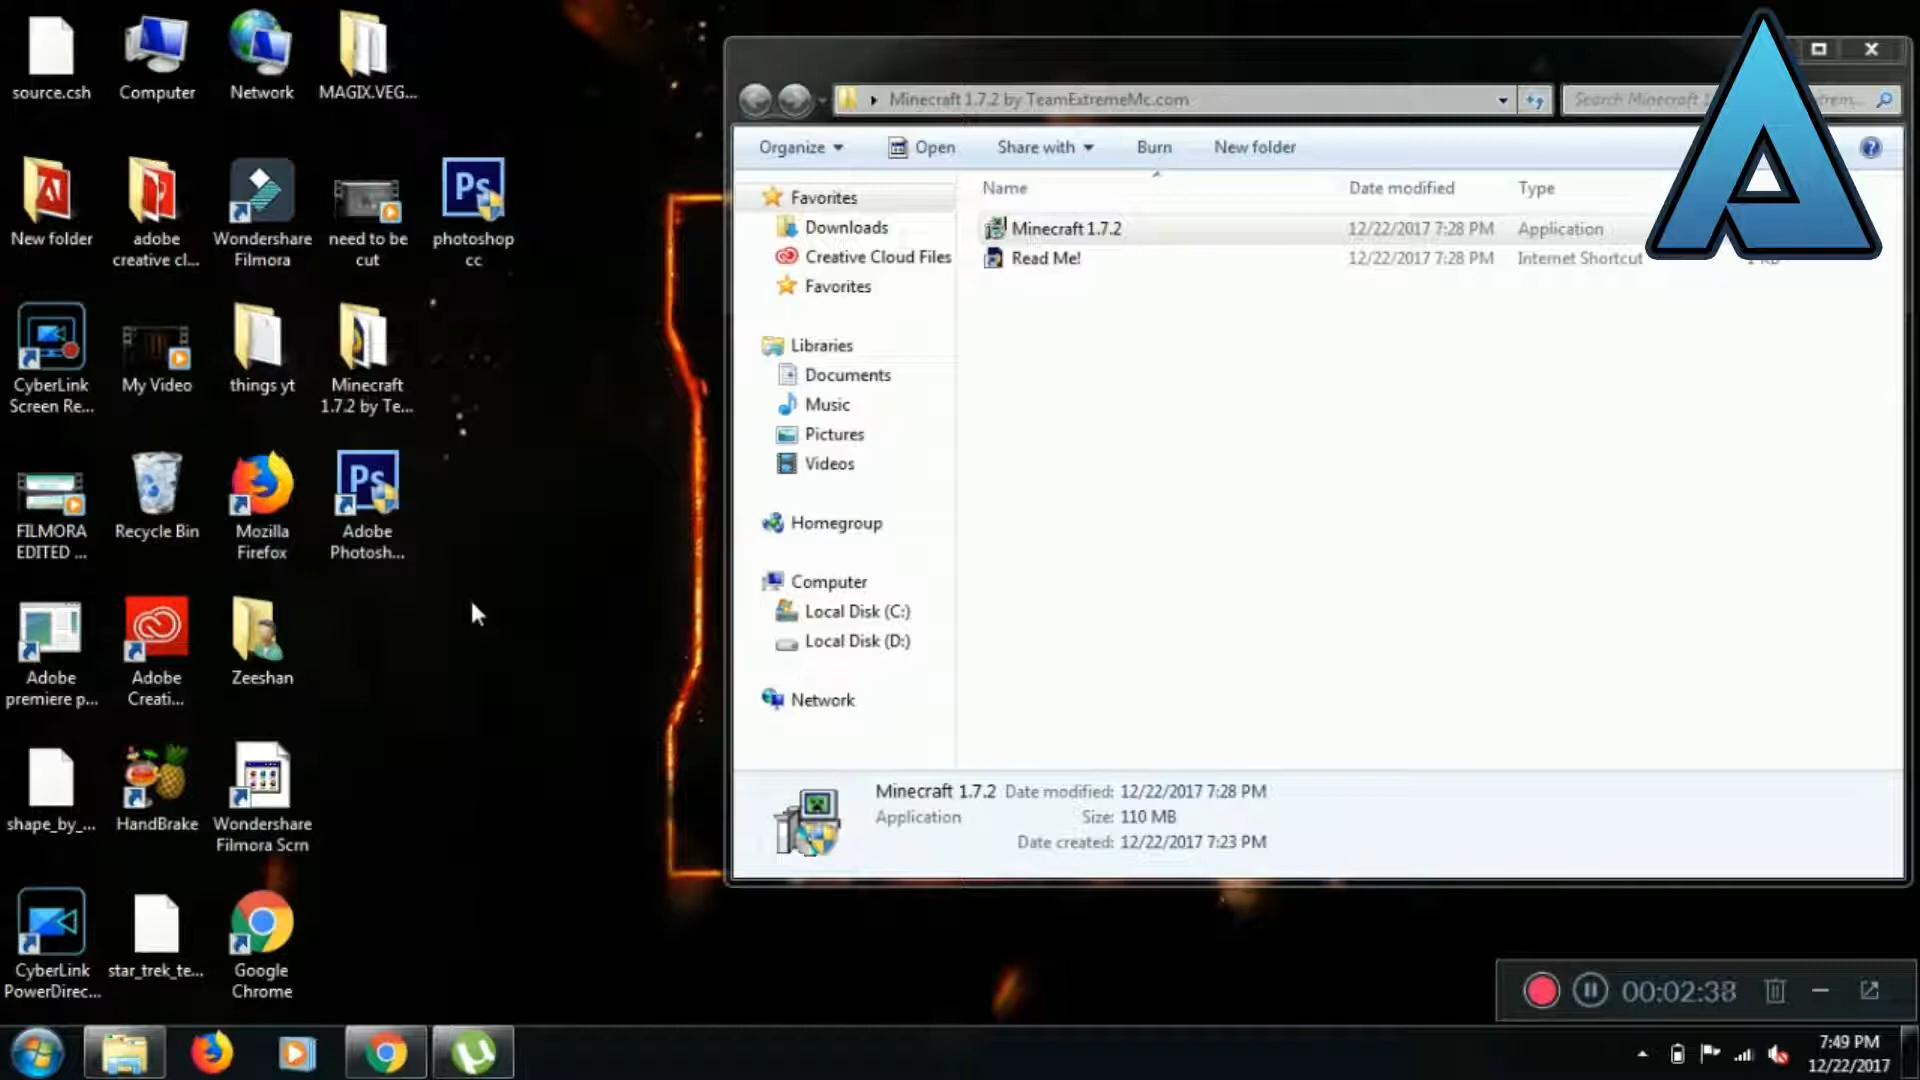 source.csh
Computer
Network
MAGIX.VEG...
New folder
adobe
creative cl...
Wondershare
Filmora
need to be
cut
photoshop
cc
CyberLink
Screen Re...
My Video
things yt
Minecraft
1.7.2 by Te...
FILMORA
EDITED ...
Recycle Bin
Mozilla
Firefox
Adobe
Photosh...
Adobe
premiere p...
Adobe
Creati...
Zeeshan
shape_by_...
HandBrake
Wondershare
Filmora Scrn
CyberLink
PowerDirec...
star_trek_te...
Google
Chrome
Minecraft 1.7.2 by TeamExtremeMc.com
Search Minecraft
Organize
Open
Share with
Burn
New folder
Name
Date modified
Type
Minecraft 1.7.2
12/22/2017 7:28 PM
Application
Read Me!
12/22/2017 7:28 PM
Internet Shortcut
Favorites
Downloads
Creative Cloud Files
Favorites
Libraries
Documents
Music
Pictures
Videos
Homegroup
Computer
Local Disk (C:)
Local Disk (D:)
Network
Minecraft 1.7.2 Date modified: 12/22/2017 7:28 PM
Application Size: 110 MB
Date created: 12/22/2017 7:23 PM
00:02:38
7:49 PM
12/22/2017